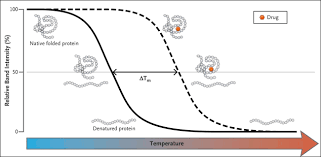 100
Drug
Native folded protein
Relative Band Intensity (%)
50
ΔTm
Denatured protein
0
Temperature